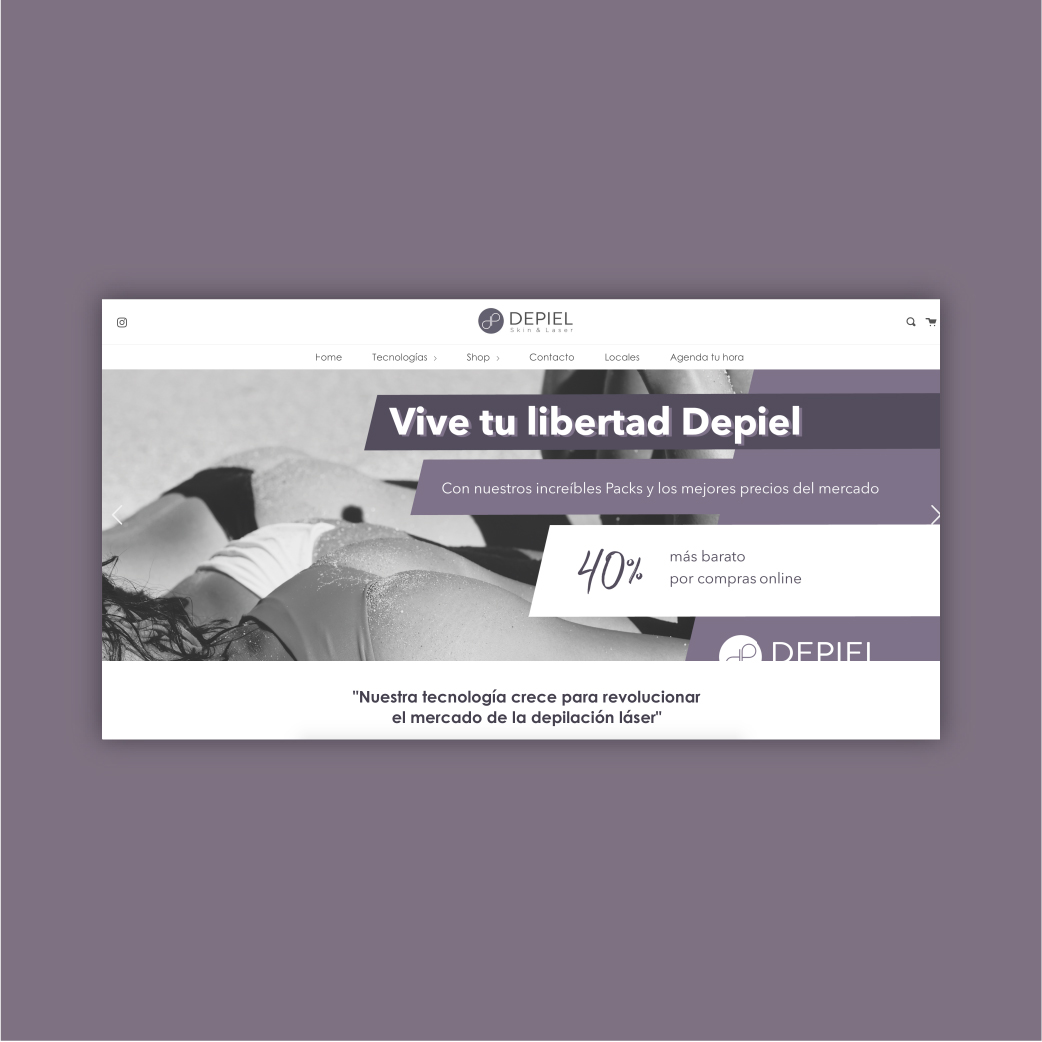 DEPIEL
Skin & Laser
Home Tecnologías Shop Contacto Locales Agenda tu hora
Vive tu libertad Depiel
Con nuestros increíbles Packs y los mejores precios del mercado
40% más barato
por compras online
DEPIEL
"Nuestra tecnología crece para revolucionar
el mercado de la depilación láser"